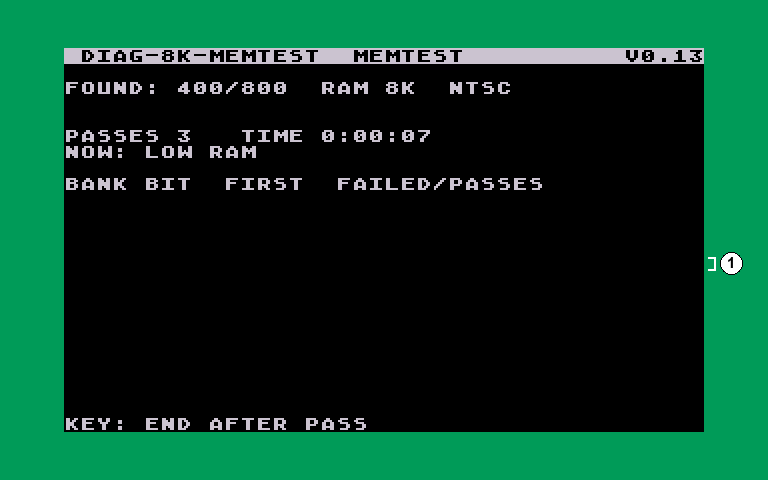 DIAG-8K-MEMTEST MEMTEST V0.13
FOUND: 400/800 RAM 8K NTSC
PASSES 3 TIME 0:00:07
NOW: LOW RAM
BANK BIT FIRST FAILED/PASSES
] 1
KEY: END AFTER PASS